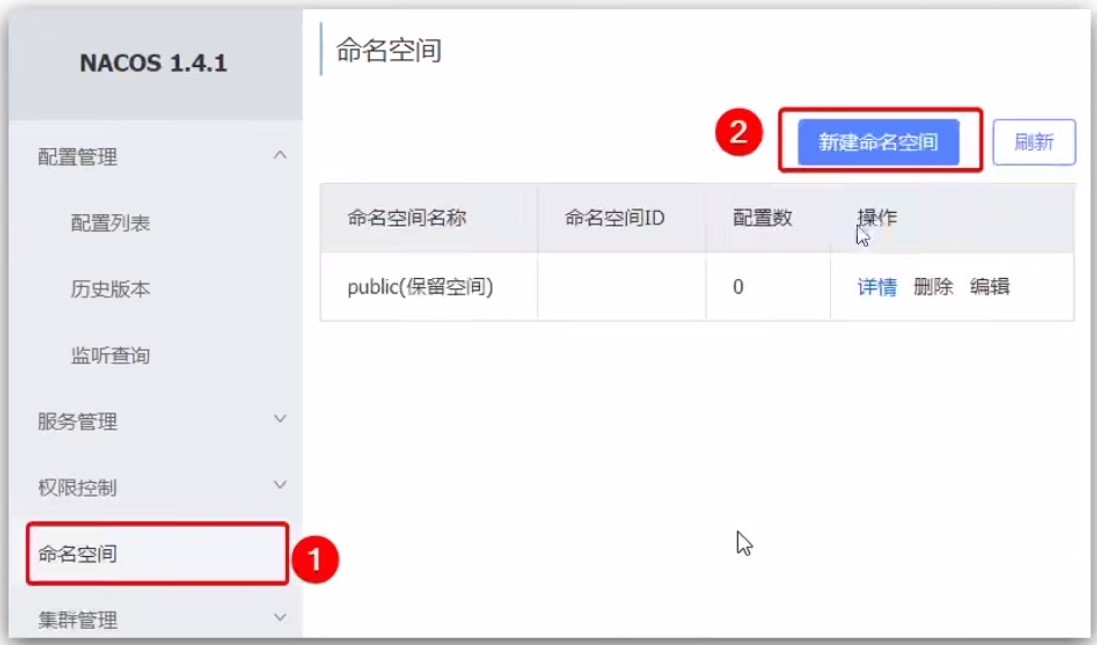 NACOS 1.4.1
配置管理
配置列表
历史版本
监听查询
服务管理
权限控制
命名空间
1
集群管理
命名空间
2
新建命名空间
刷新
命名空间名称 命名空间ID 配置数 操作
public(保留空间) 0 详情 删除 编辑